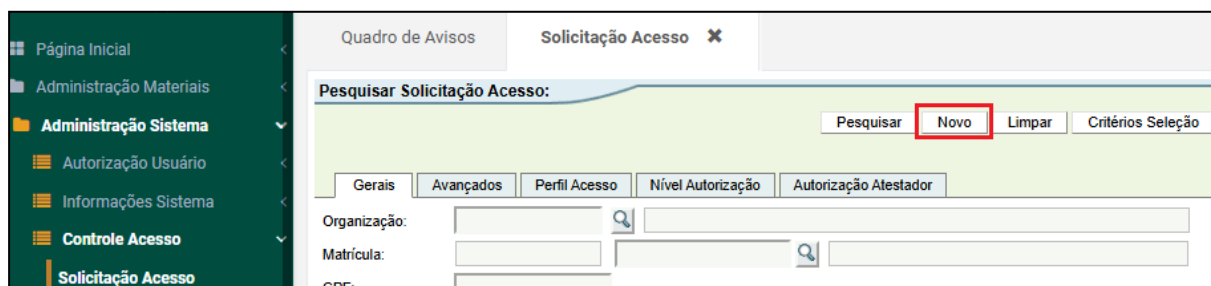 Página Inicial
Administração Materiais
Administração Sistema
Autorização Usuário
Informações Sistema
Controle Acesso
Solicitação Acesso
Quadro de Avisos
Solicitação Acesso ✖
Pesquisar Solicitação Acesso:
Pesquisar Novo Limpar Critérios Seleção
Gerais Avançados Perfil Acesso Nível Autorização Autorização Atestador
Organização:
Matrícula:
CPF: